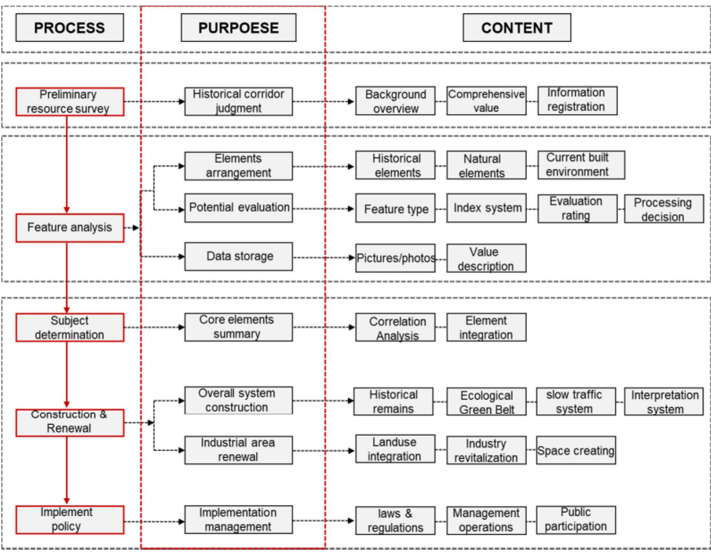 PROCESS
PURPOESE
CONTENT
Preliminary
resource survey
Historical corridor
judgment
Background
overview
Comprehensive
value
Information
registration
Feature analysis
Elements
arrangement
Historical
elements
Natural
elements
Current built
environment
Potential evaluation
Feature type
Index system
Evaluation
rating
Processing
decision
Data storage
Pictures/photos
Value
description
Subject
determination
Core elements
summary
Correlation
Analysis
Element
integration
Construction &
Renewal
Overall system
construction
Historical
remains
Ecological
Green Belt
slow traffic
system
Interpretation
system
Industrial area
renewal
Landuse
integration
Industry
revitalization
Space creating
Implement
policy
Implementation
management
laws &
regulations
Management
operations
Public
participation